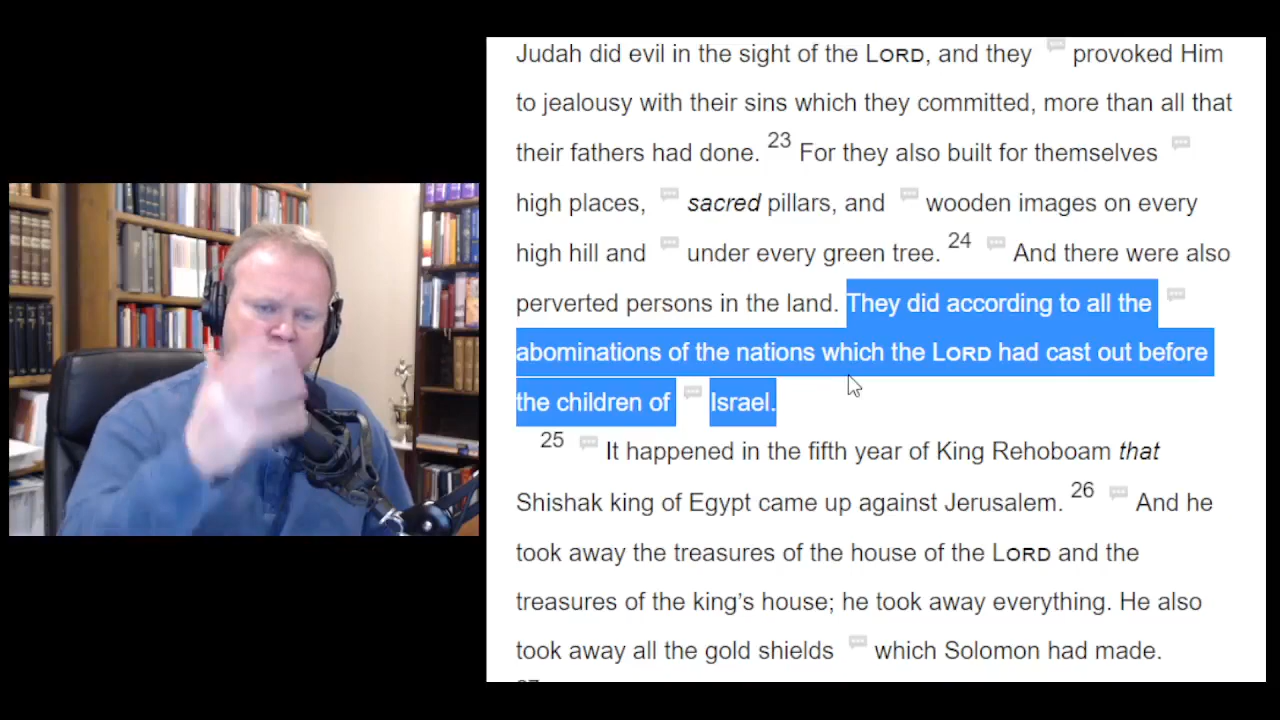 Judah did evil in the sight of the LORD, and they provoked Him
to jealousy with their sins which they committed, more than all that
their fathers had done. 23 For they also built for themselves
high places, sacred pillars, and wooden images on every
high hill and under every green tree. 24 And there were also
perverted persons in the land. They did according to all the
abominations of the nations which the LORD had cast out before
the children of Israel.
25 It happened in the fifth year of King Rehoboam that
Shishak king of Egypt came up against Jerusalem. 26 And he
took away the treasures of the house of the LORD and the
treasures of the king’s house; he took away everything. He also
took away all the gold shields which Solomon had made.